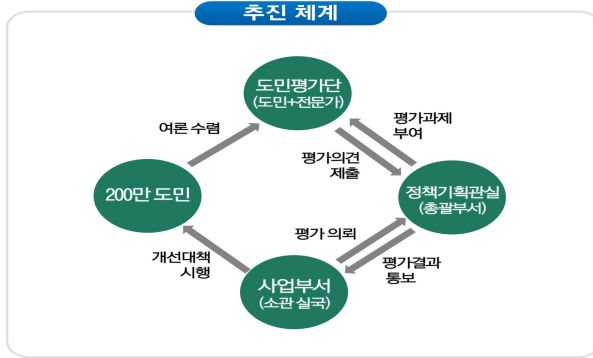 추진 체계
도민평가단
(도민+전문가)
평가과제
부여
여론 수렴
평가의견
제출
200만 도민
정책기획관실
(총괄부서)
평가 의뢰
개선대책
시행
평가결과
통보
사업부서
(소관 실국)